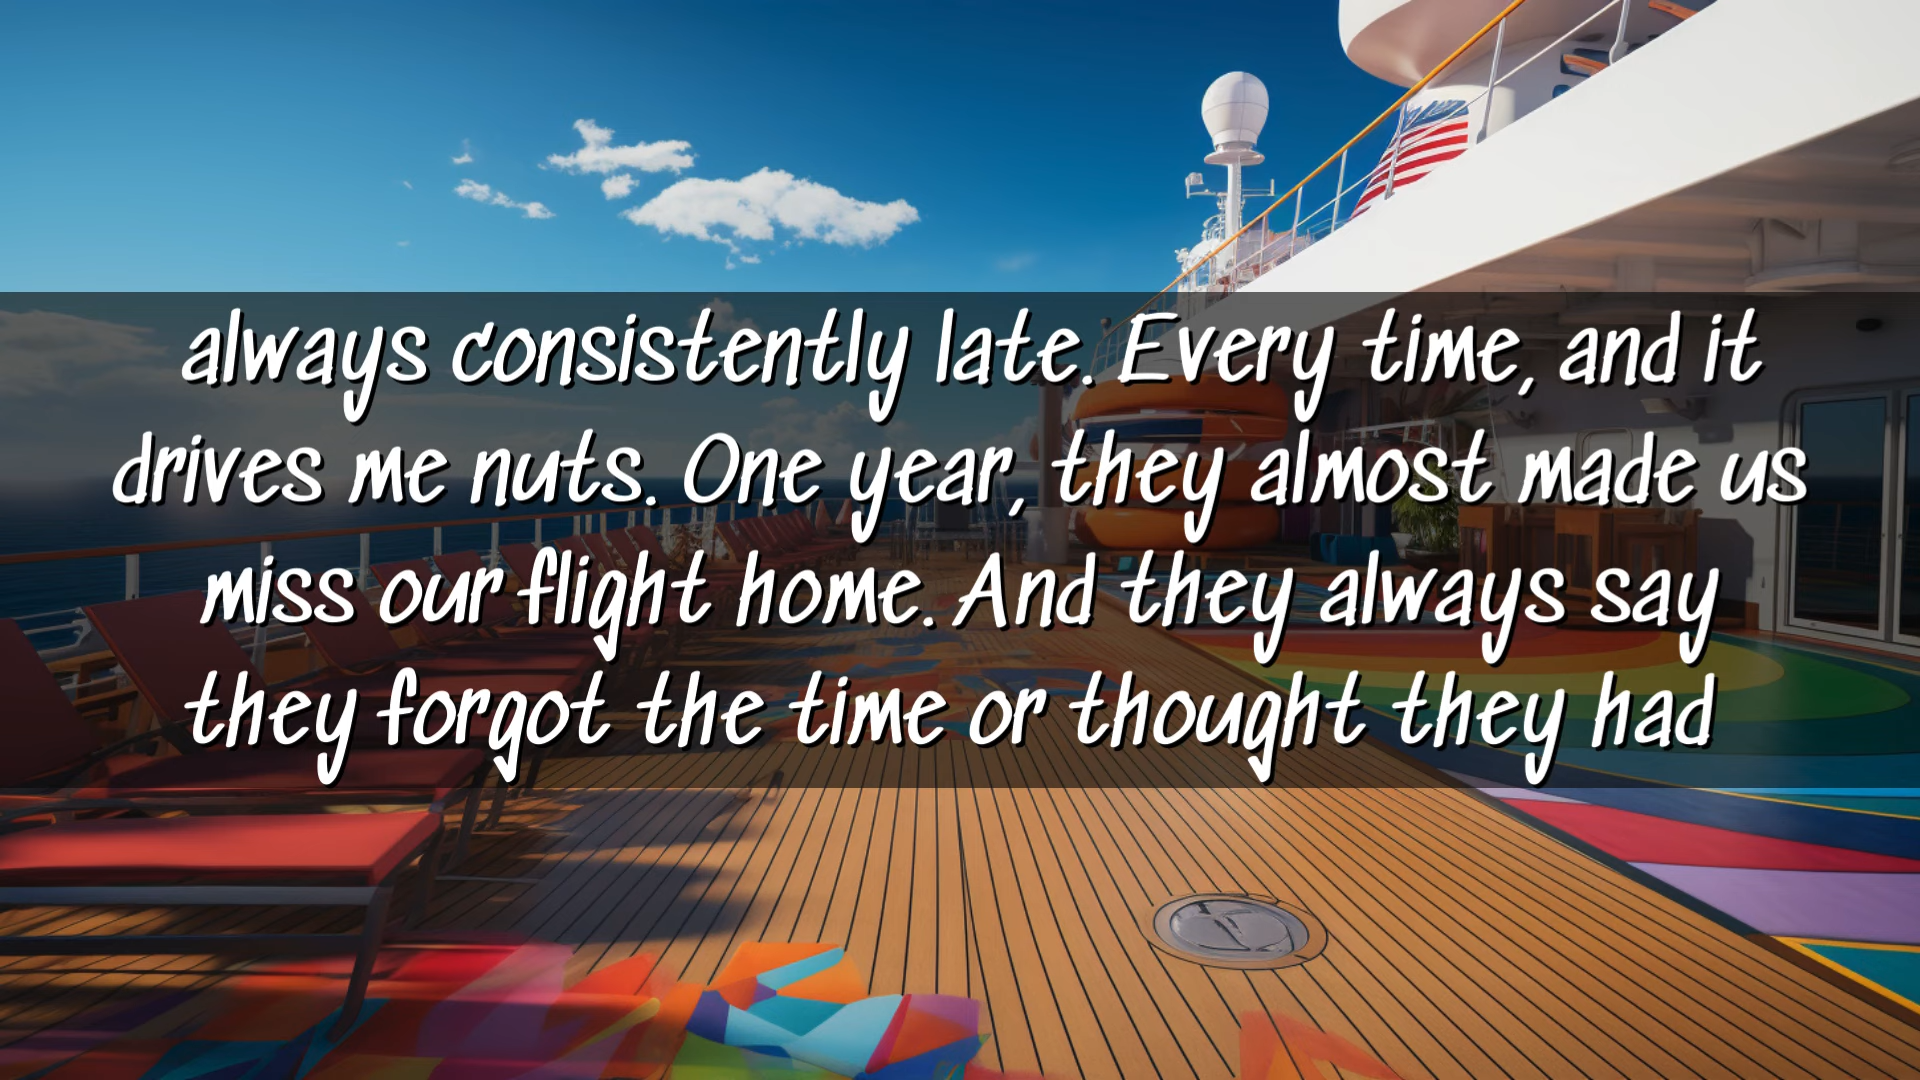 always consistently late. Every time, and it
drives me nuts. One year, they almost made us
miss our flight home. And they always say
they forgot the time or thought they had